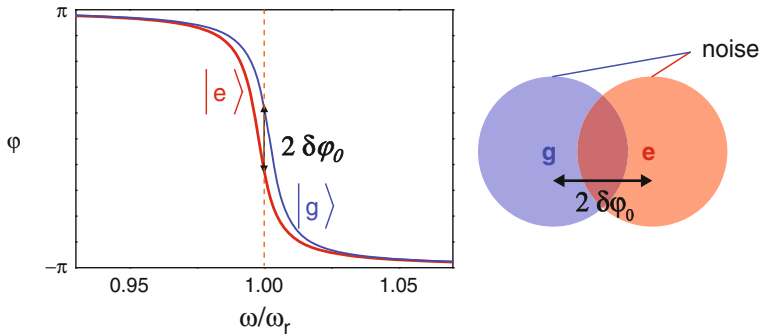 π
φ
−π
|e⟩
2 δφ₀
|g⟩
0.95
1.00
1.05
ω/ωᵣ
noise
g
e
2 δφ₀